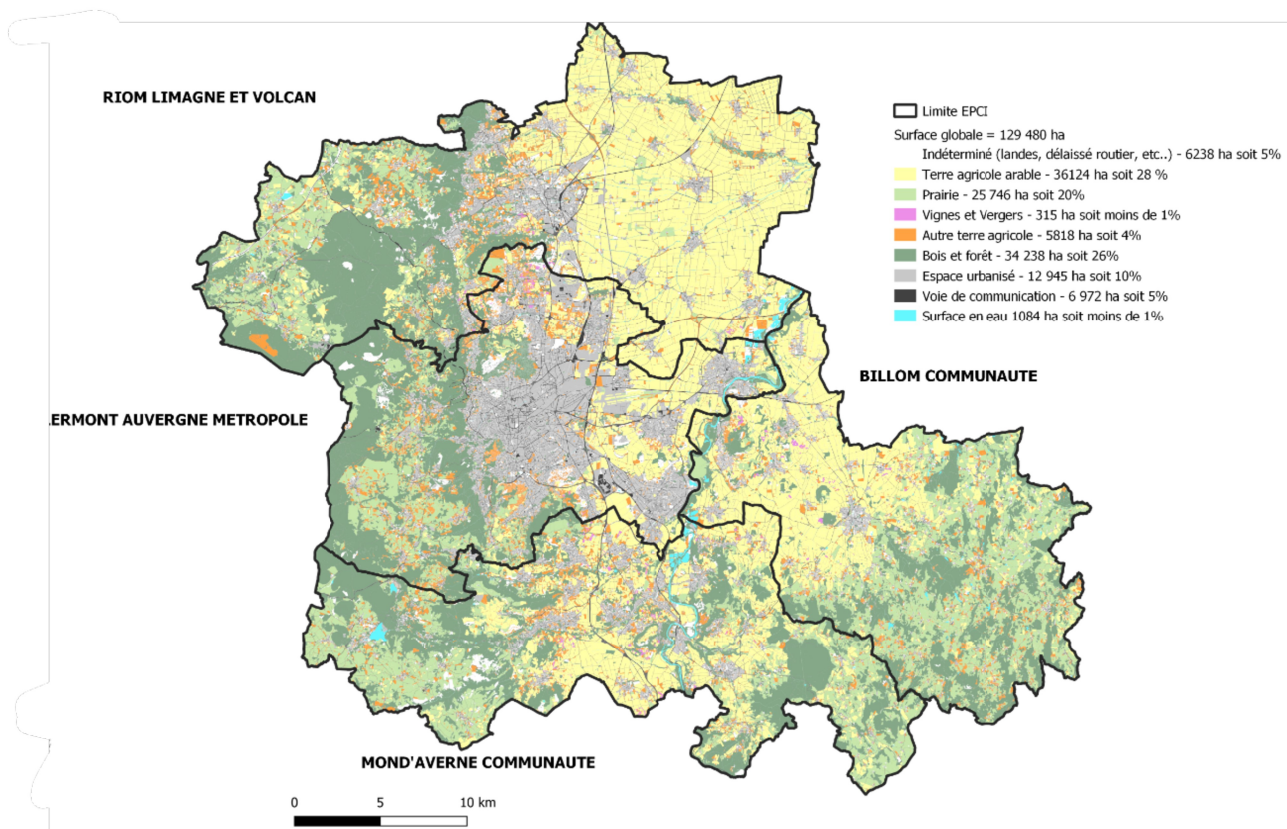 RIOM LIMAGNE ET VOLCAN
Limite EPCI
Surface globale = 129 480 ha
Indéterminé (landes, délaissé routier, etc..) - 6238 ha soit 5%
Terre agricole arable - 36124 ha soit 28 %
Prairie - 25 746 ha soit 20%
Vignes et Vergers - 315 ha soit moins de 1%
Autre terre agricole - 5818 ha soit 4%
Bois et forêt - 34 238 ha soit 26%
Espace urbanisé - 12 945 ha soit 10%
Voie de communication - 6 972 ha soit 5%
Surface en eau 1084 ha soit moins de 1%
BILLOM COMMUNAUTE
ERMONT AUVERGNE METROPOLE
MOND'AVERNE COMMUNAUTE
0 5 10 km